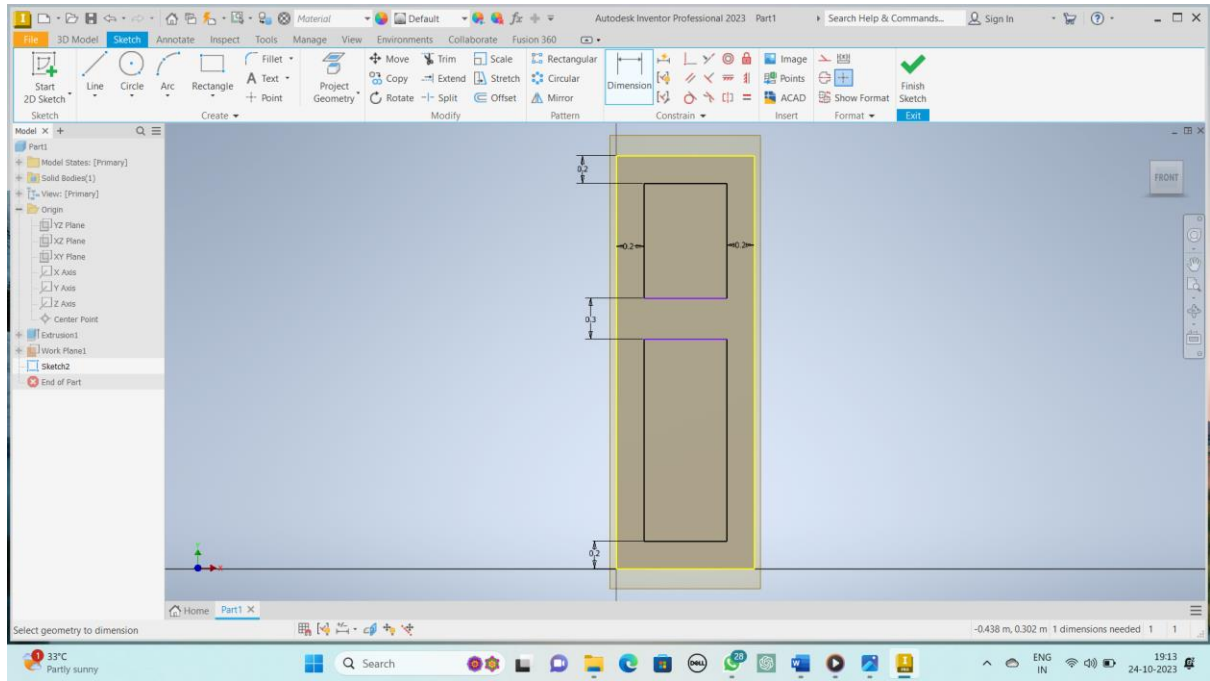 Material
Default
Autodesk Inventor Professional 2023 Part1
Search Help & Commands...
Sign In
File 3D Model Sketch Annotate Inspect Tools Manage View Environments Collaborate Fusion 360
Start 2D Sketch
Line
Circle
Arc
Rectangle
Fillet
A Text
Point
Project Geometry
Move Trim Scale
Copy Extend Stretch
Rotate Split Offset
Rectangular
Circular
Mirror
Dimension
Image
Points
ACAD
Show Format
Finish Sketch
Sketch Create Modify Pattern Constrain Insert Format Exit
Model
Part1
Model States: [Primary]
Solid Bodies(1)
View: [Primary]
Origin
YZ Plane
XZ Plane
XY Plane
X Axis
Y Axis
Z Axis
Center Point
Extrusion1
Work Plane1
Sketch2
End of Part
FRONT
0,2
0.2
0.2
0,3
0,2
Y
X
Home Part1
Select geometry to dimension
-0.438 m, 0.302 m 1 dimensions needed 1 1
1
33°C
Partly sunny
Search
DELL
28
PRO
ENG
IN
19:13
24-10-2023